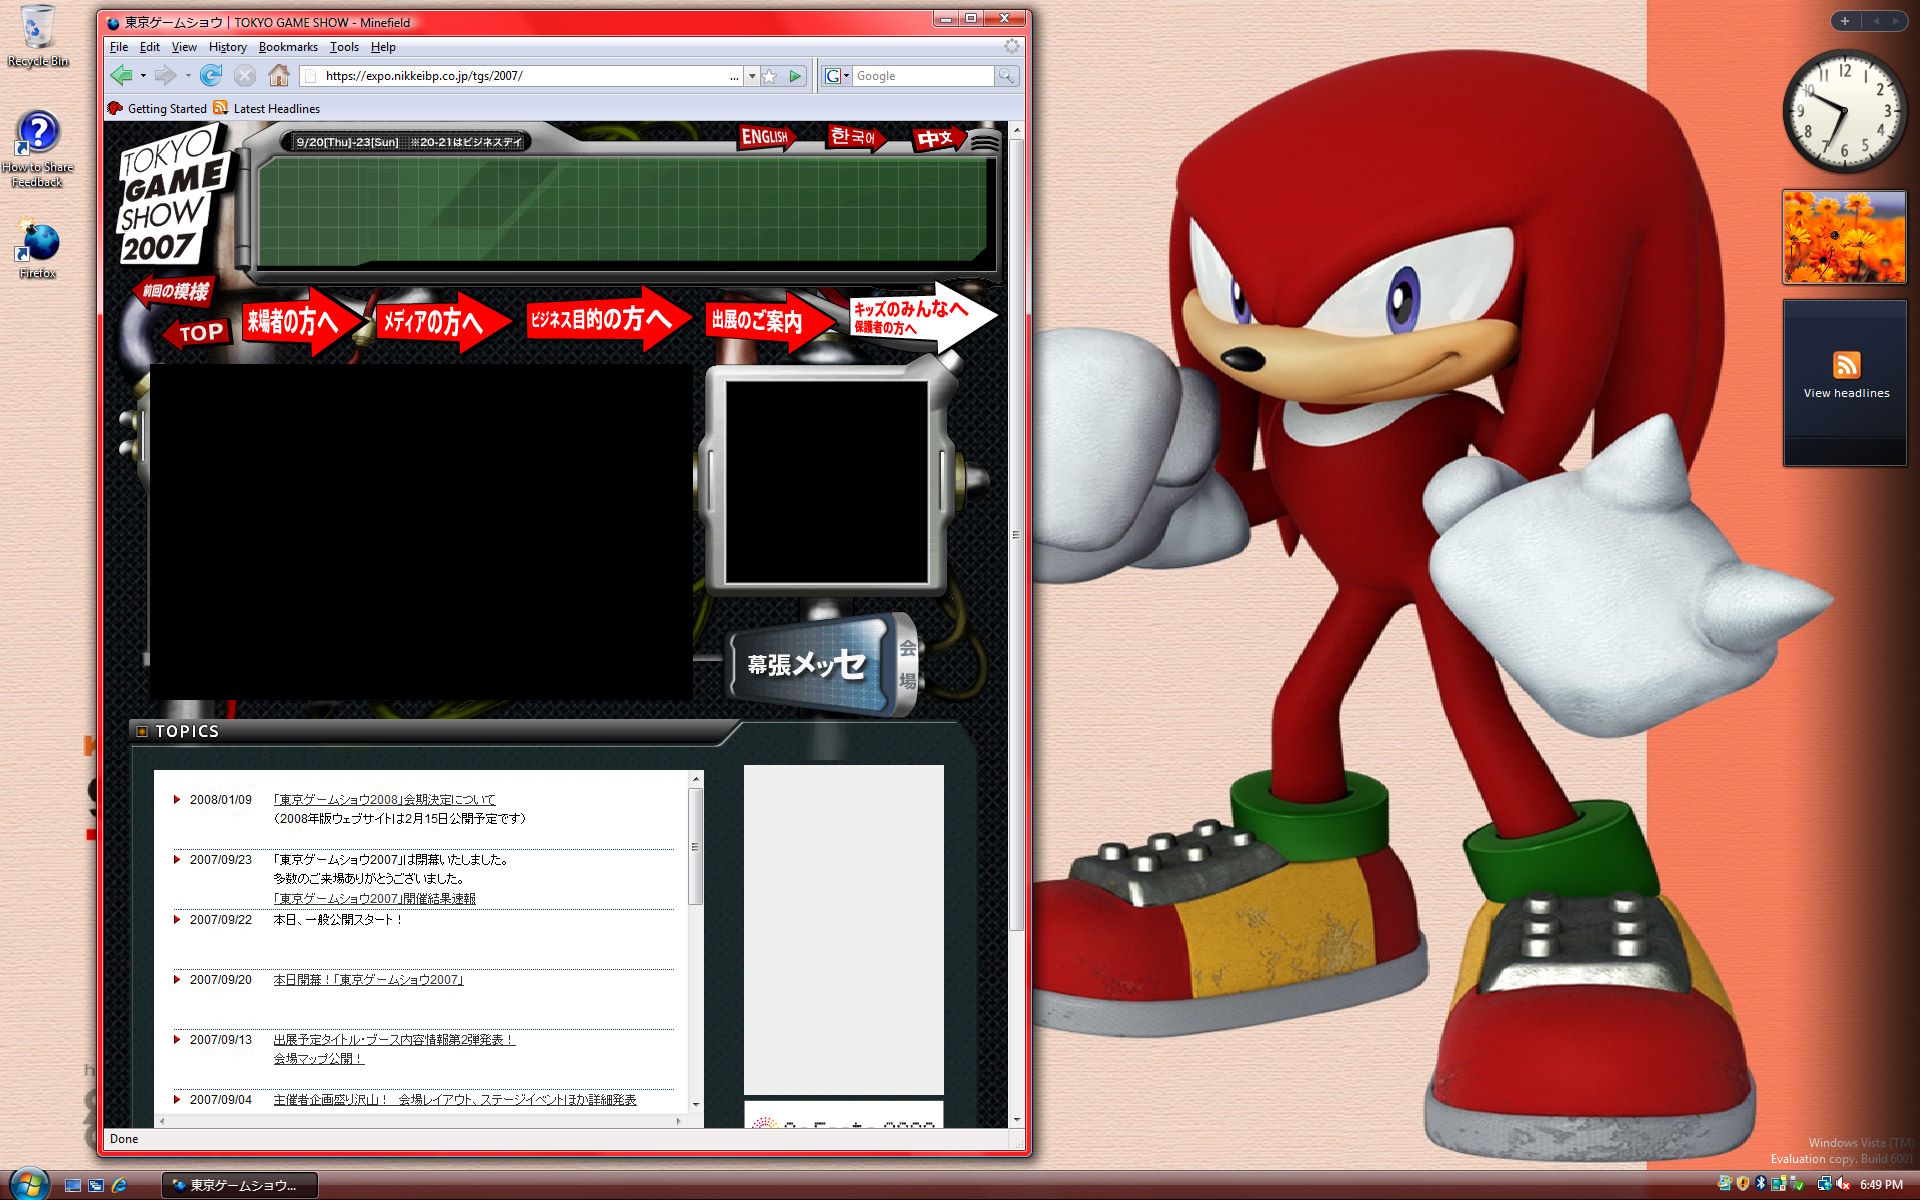 Recycle Bin
How to Share
Feedback
Firefox
東京ゲームショウ | TOKYO GAME SHOW - Minefield
File Edit View History Bookmarks Tools Help
https://expo.nikkeibp.co.jp/tgs/2007/
...
G
Google
Getting Started
Latest Headlines
TOKYO
GAME
SHOW
2007
9/20[Thu]-23[Sun] ※20-21はビジネスデイ
ENGLISH
한국어
中文
前回の模様
TOP
来場者の方へ
メディアの方へ
ビジネス目的の方へ
出展のご案内
キッズのみんなへ
保護者の方へ
幕張メッセ
会場
TOPICS
2008/01/09 「東京ゲームショウ2008」会期決定について
（2008年版ウェブサイトは2月15日公開予定です）
2007/09/23 「東京ゲームショウ2007」は閉幕いたしました。
多数のご来場ありがとうございました。
「東京ゲームショウ2007」開催結果速報
2007/09/22 本日、一般公開スタート！
2007/09/20 本日開幕！「東京ゲームショウ2007」
2007/09/13 出展予定タイトル・ブース内容情報第2弾発表！
会場マップ公開！
2007/09/04 主催者企画盛り沢山！ 会場レイアウト、ステージイベントほか詳細発表
Done
12
1
2
3
4
5
6
7
8
9
10
11
View headlines
Windows Vista (TM)
Evaluation copy. Build 6001
東京ゲームショウ...
6:49 PM